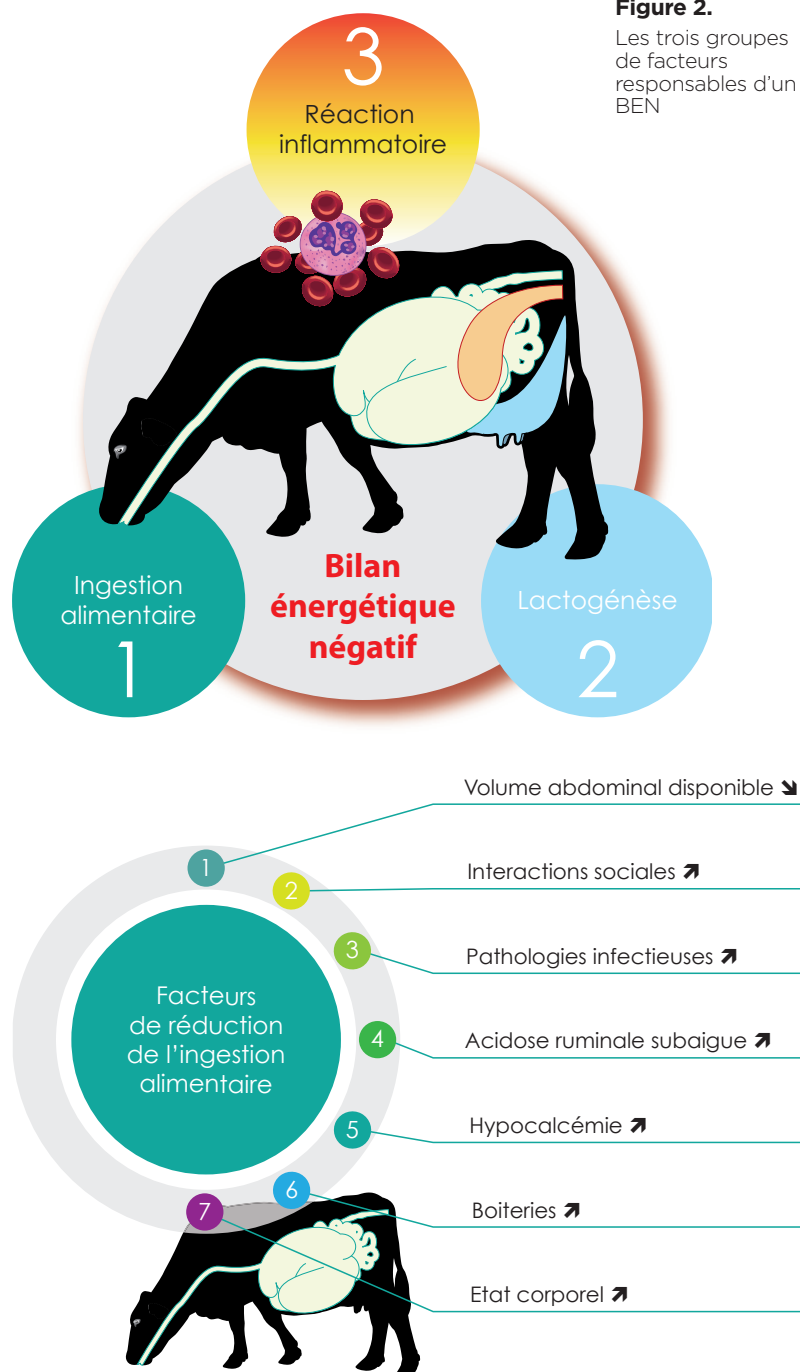 Figure 2.
Les trois groupes
de facteurs
responsables d'un
BEN
3
Réaction
inflammatoire
Ingestion
alimentaire
1
Bilan
énergétique
négatif
Lactogénèse
2
Facteurs
de réduction
de l'ingestion
alimentaire
1
Volume abdominal disponible ↘
2
Interactions sociales ↗
3
Pathologies infectieuses ↗
4
Acidose ruminale subaigue ↗
5
Hypocalcémie ↗
6
Boiteries ↗
7
Etat corporel ↗